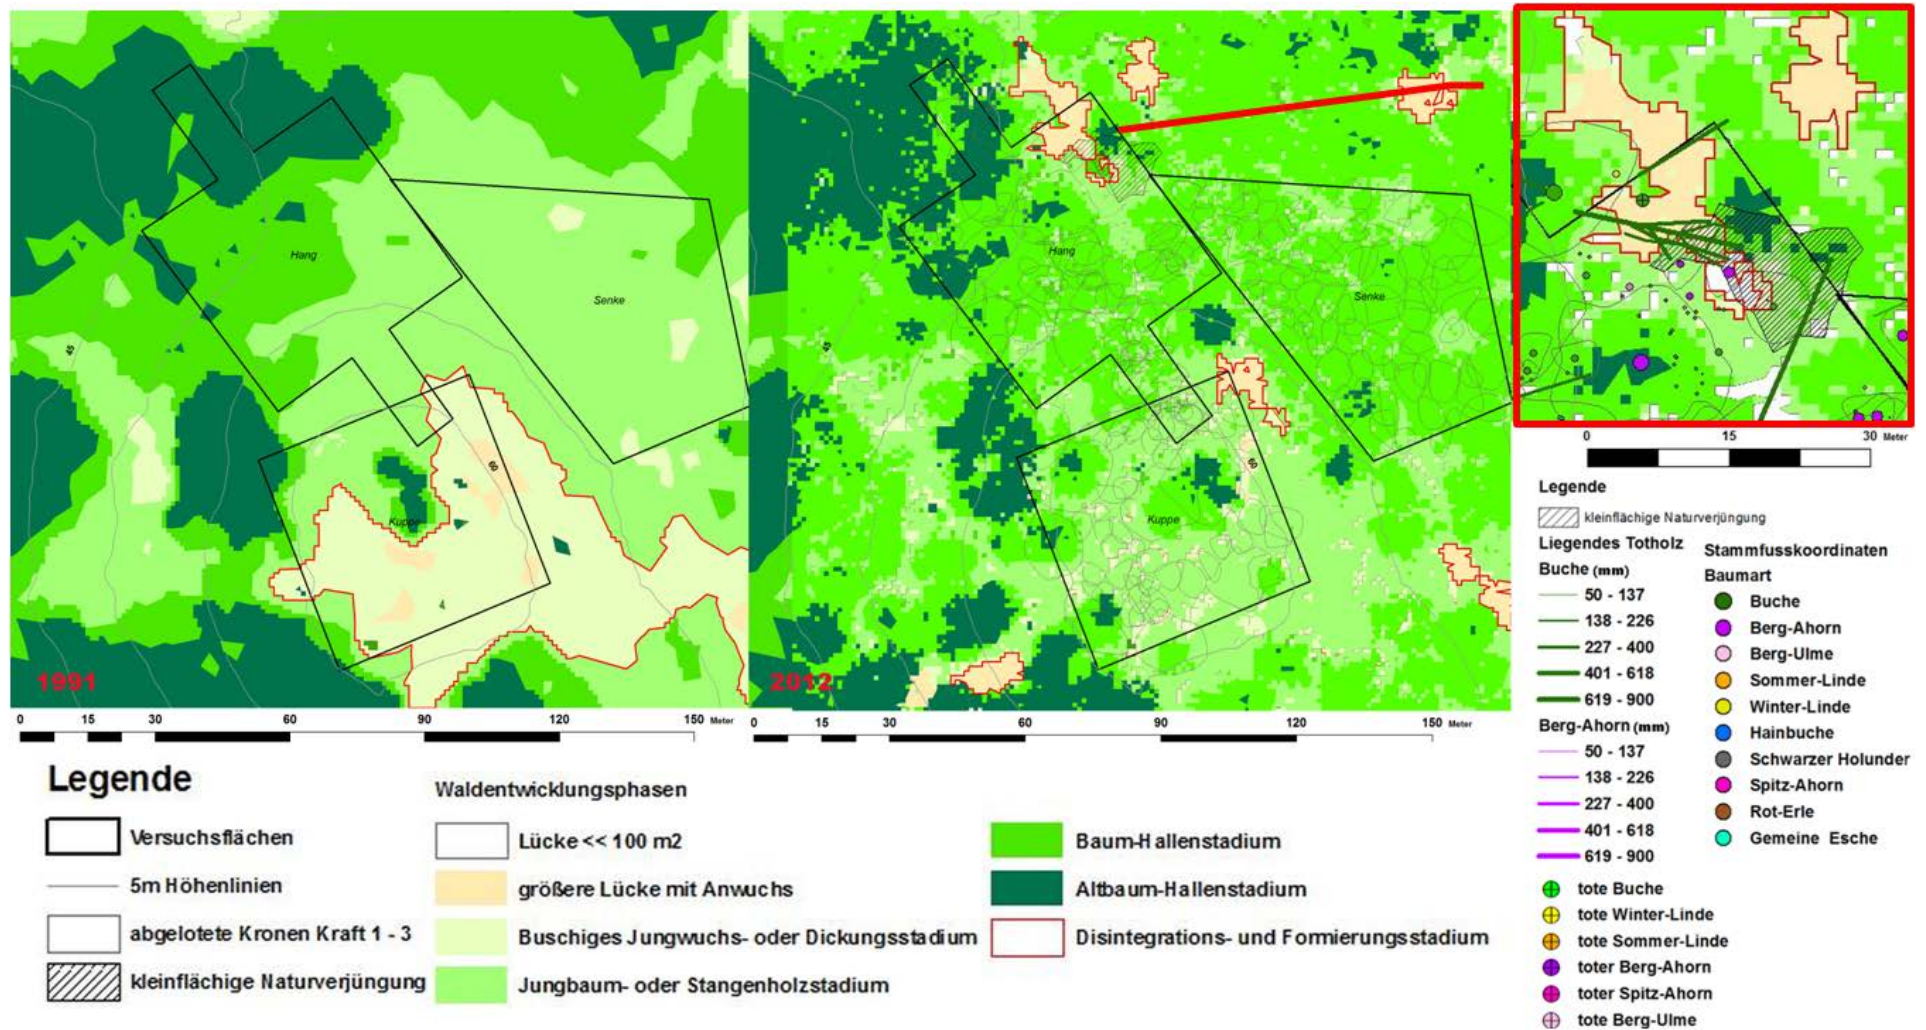 Hang
Senke
45
60
Kuppe
1991
Hang
Senke
45
60
Kuppe
2012
0 15 30 60 90 120 150 Meter
0 15 30 60 90 120 150 Meter
0 15 30 Meter
Legende
Versuchsflächen
5m Höhenlinien
abgelotete Kronen Kraft 1 - 3
kleinflächige Naturverjüngung
Waldentwicklungsphasen
Lücke << 100 m2
größere Lücke mit Anwuchs
Buschiges Jungwuchs- oder Dickungsstadium
Jungbaum- oder Stangenholzstadium
Baum-Hallenstadium
Altbaum-Hallenstadium
Disintegrations- und Formierungsstadium
Legende
kleinflächige Naturverjüngung
Liegendes Totholz
Buche (mm)
50 - 137
138 - 226
227 - 400
401 - 618
619 - 900
Berg-Ahorn (mm)
50 - 137
138 - 226
227 - 400
401 - 618
619 - 900
tote Buche
tote Winter-Linde
tote Sommer-Linde
toter Berg-Ahorn
toter Spitz-Ahorn
tote Berg-Ulme
Stammfusskoordinaten
Baumart
Buche
Berg-Ahorn
Berg-Ulme
Sommer-Linde
Winter-Linde
Hainbuche
Schwarzer Holunder
Spitz-Ahorn
Rot-Erle
Gemeine Esche